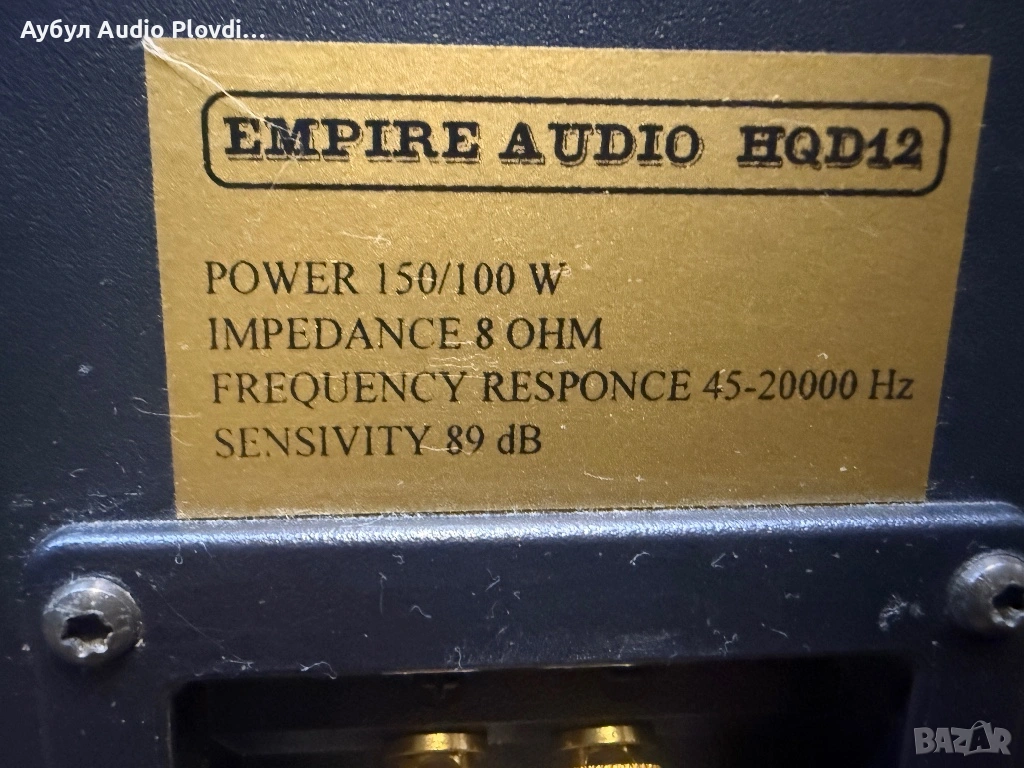 Аубул Audio Plovdi...
EMPIRE AUDIO HQD12
POWER 150/100 W
IMPEDANCE 8 OHM
FREQUENCY RESPONCE 45-20000 Hz
SENSIVITY 89 dB
BAZAR